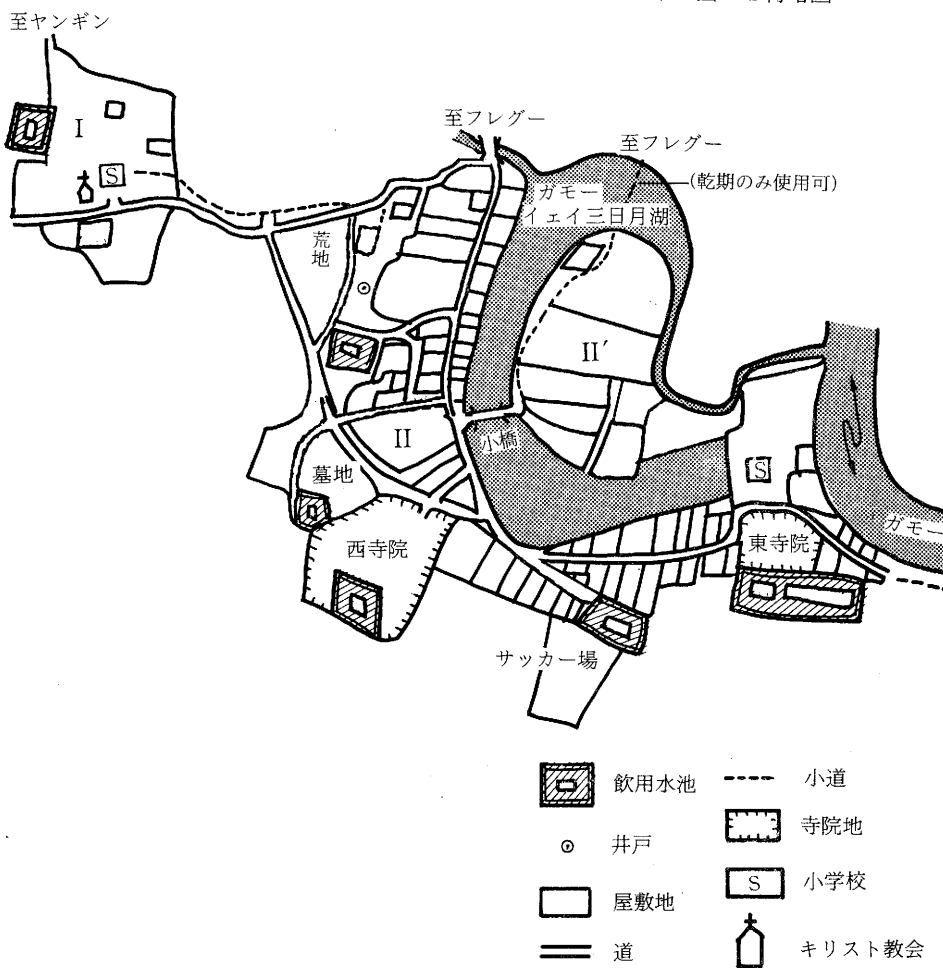 至ヤンギン
I
S
至フレグー
至フレグー
(乾期のみ使用可)
ガモー
イェイ三日月湖
荒地
II′
II
小橋
墓地
S
ガモー
西寺院
東寺院
サッカー場
飲用水池
小道
井戸
寺院地
屋敷地
S
小学校
道
キリスト教会